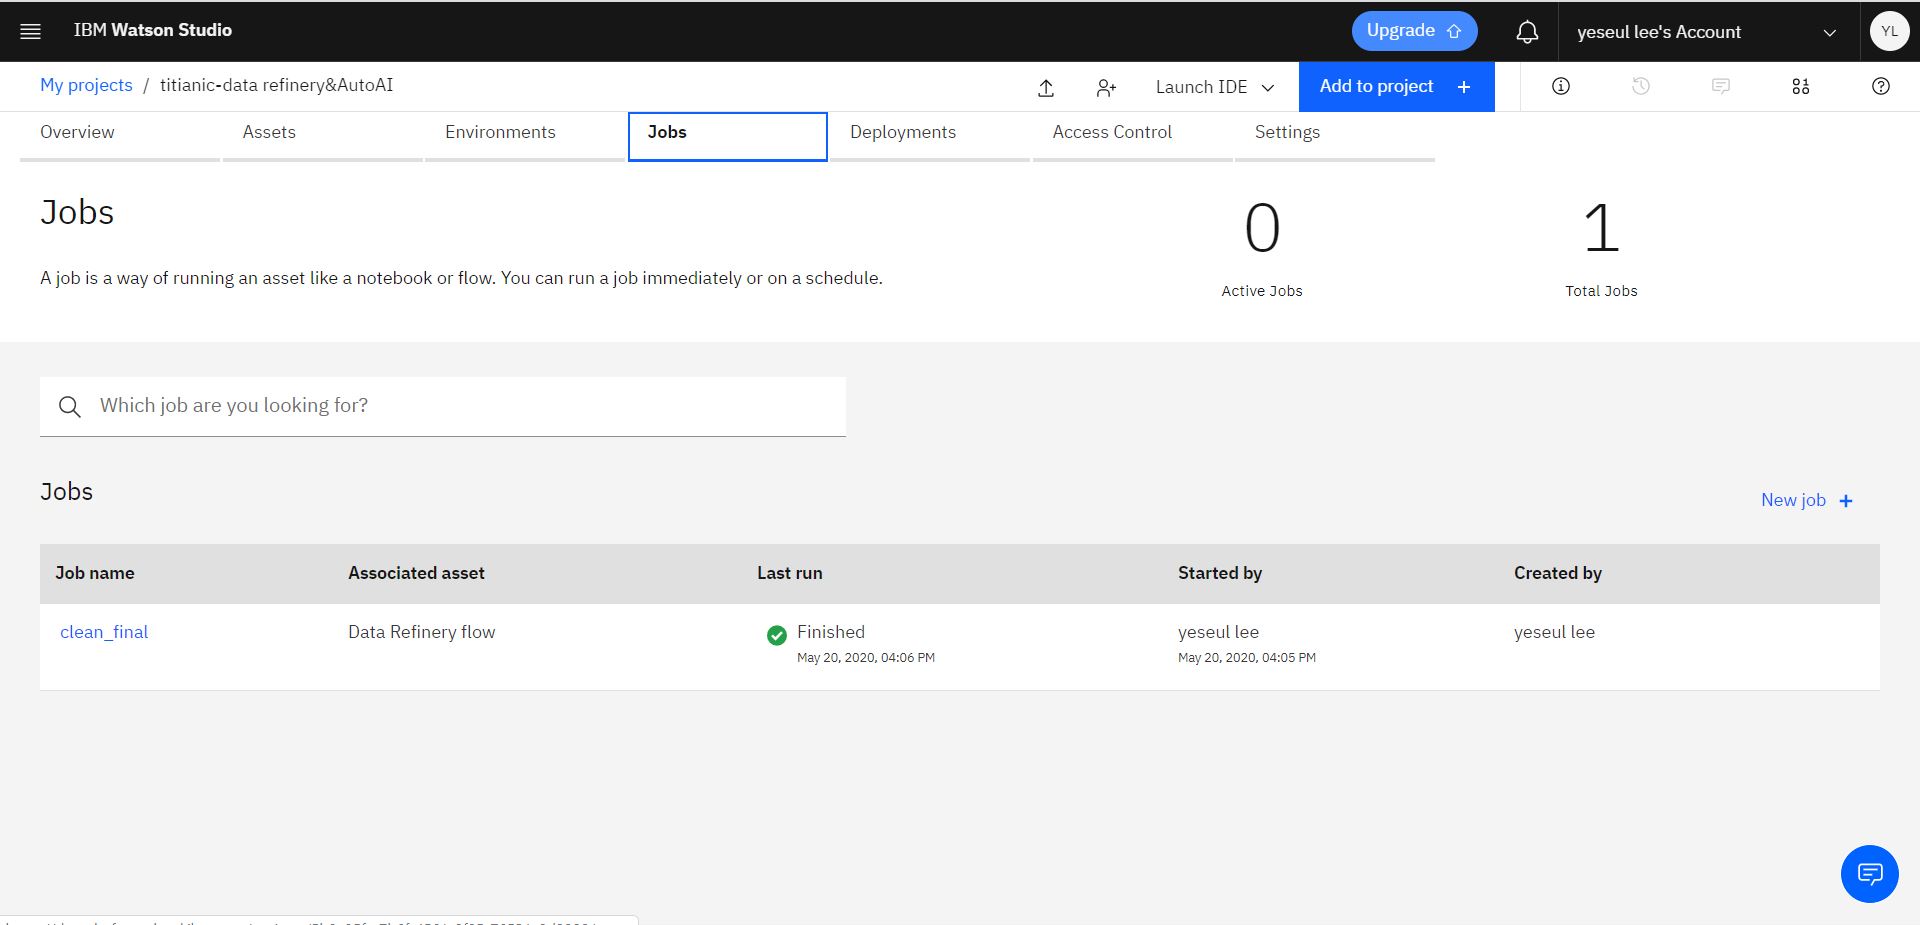 IBM Watson Studio
Upgrade
yeseul lee's Account
YL
My projects / titianic-data refinery&AutoAI
Launch IDE
Add to project +
Overview
Assets
Environments
Jobs
Deployments
Access Control
Settings
Jobs
A job is a way of running an asset like a notebook or flow. You can run a job immediately or on a schedule.
0
Active Jobs
1
Total Jobs
Which job are you looking for?
Jobs
New job +
Job name Associated asset Last run Started by Created by
clean_final Data Refinery flow Finished yeseul lee yeseul lee
May 20, 2020, 04:06 PM May 20, 2020, 04:05 PM